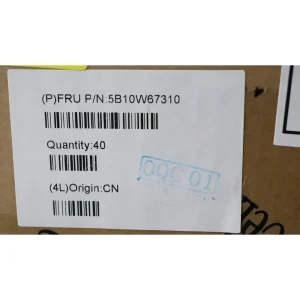 (P)FRU P/N:5B10W67310
Quantity:40
OQC 01
(4L)Origin:CN